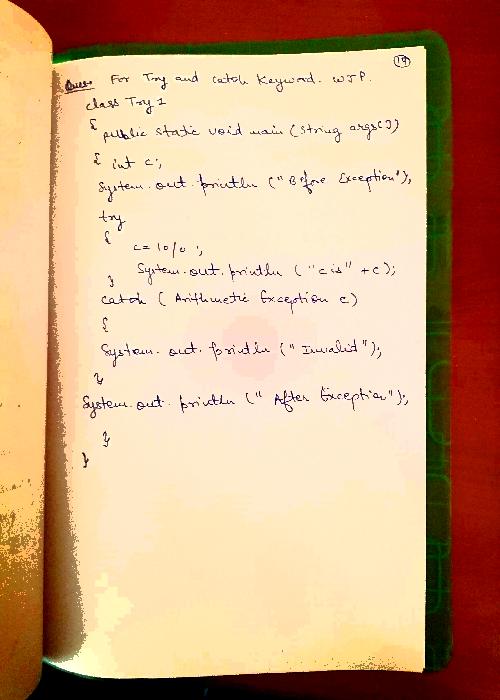 19
Ques. For Try and Catch Keyword. WJP.
class Try 1
{ public static void main (String args[])
{ int c;
System.out.println ("Before Exception");
try
{
c = 10/0 ;
System.out.println ("c is" + c);
}
catch ( Arithmetic Exception c)
{
System.out.println (" Invalid");
}
System.out.println (" After Exception");
}
}